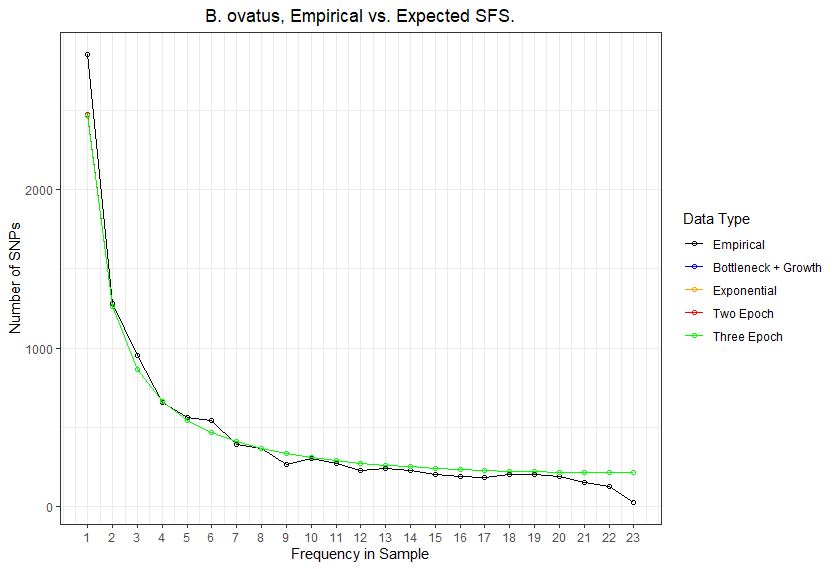 B. ovatus, Empirical vs. Expected SFS.
Number of SNPs
2000
1000
0
1 2 3 4 5 6 7 8 9 10 11 12 13 14 15 16 17 18 19 20 21 22 23
Frequency in Sample
Data Type
Empirical
Bottleneck + Growth
Exponential
Two Epoch
Three Epoch